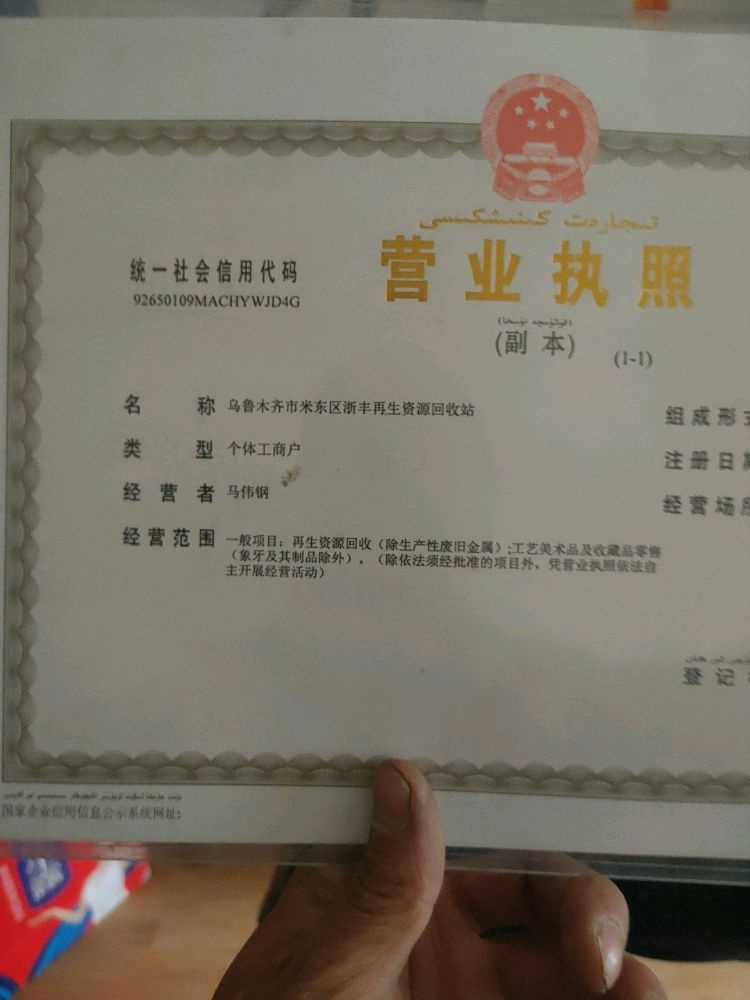 تىجارەت كىنىشكىسى
营业执照
统一社会信用代码
92650109MACHYWJD4G
(副本) (1-1)
名称 乌鲁木齐市米东区浙丰再生资源回收站
类型 个体工商户
经营者 马伟钢
经营范围 一般项目：再生资源回收（除生产性废旧金属）;工艺美术品及收藏品零售
（象牙及其制品除外）。（除依法须经批准的项目外，凭营业执照依法自
主开展经营活动）
组成形
注册日
经营场
登记
国家企业信用信息公示系统网址: